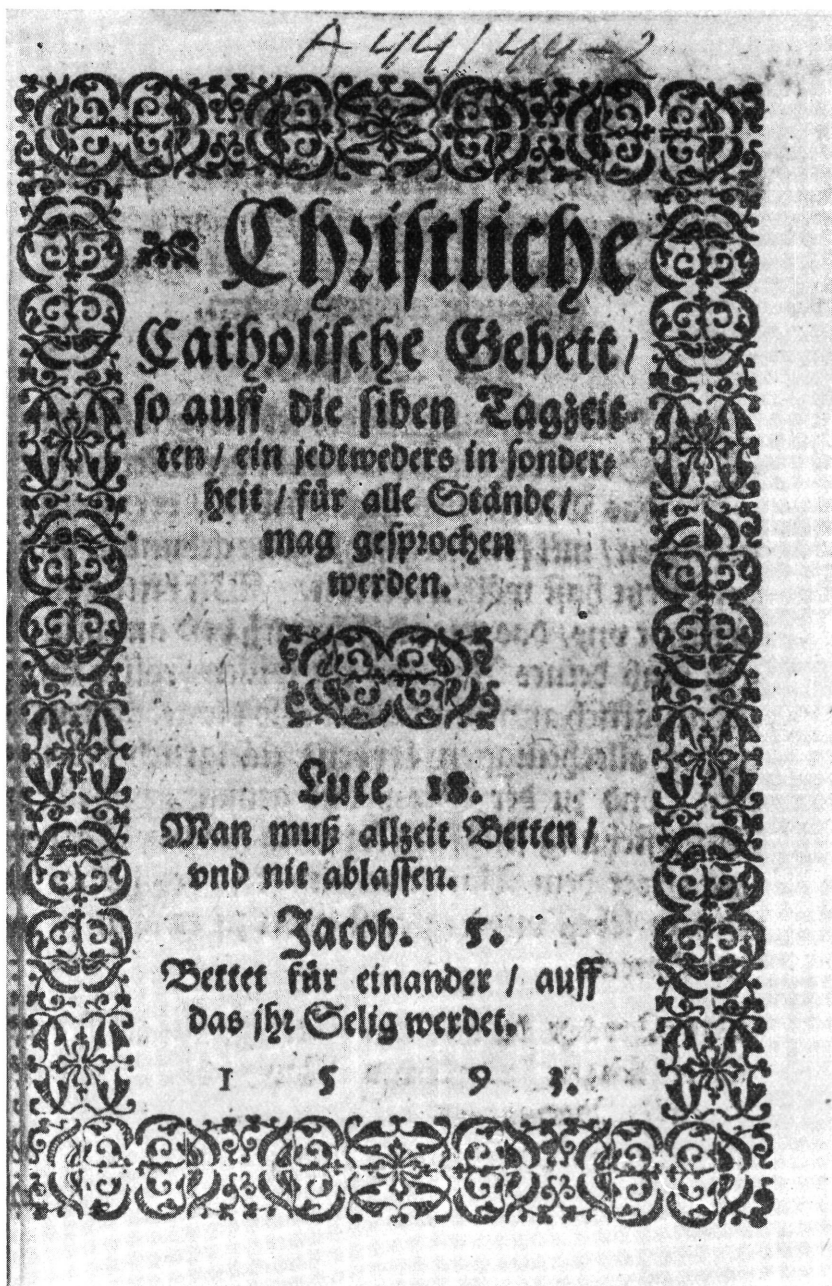 A 44/44-2
Christliche
Catholische Gebett/
so auff die siben Tagzeit-
ten/ ein jedtweders in sonder-
heit/ für alle Stände/
mag gesprochen
werden.
Luce 18.
Man muß allzeit Betten/
vnd nit ablassen.
Jacob. 5.
Bettet für einander / auff
das jhr Selig werdet.
1 5 9 3.